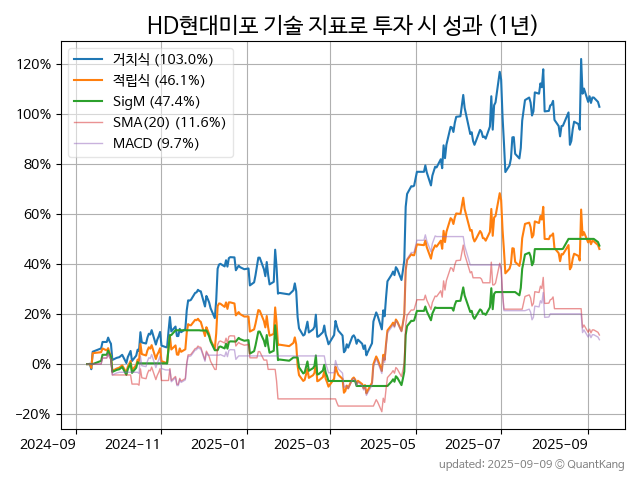 HD현대미포 기술 지표로 투자 시 성과 (1년)
120%
100%
80%
60%
40%
20%
0%
−20%
거치식 (103.0%)
적립식 (46.1%)
SigM (47.4%)
SMA(20) (11.6%)
MACD (9.7%)
2024-09
2024-11
2025-01
2025-03
2025-05
2025-07
2025-09
updated: 2025-09-09 © QuantKang